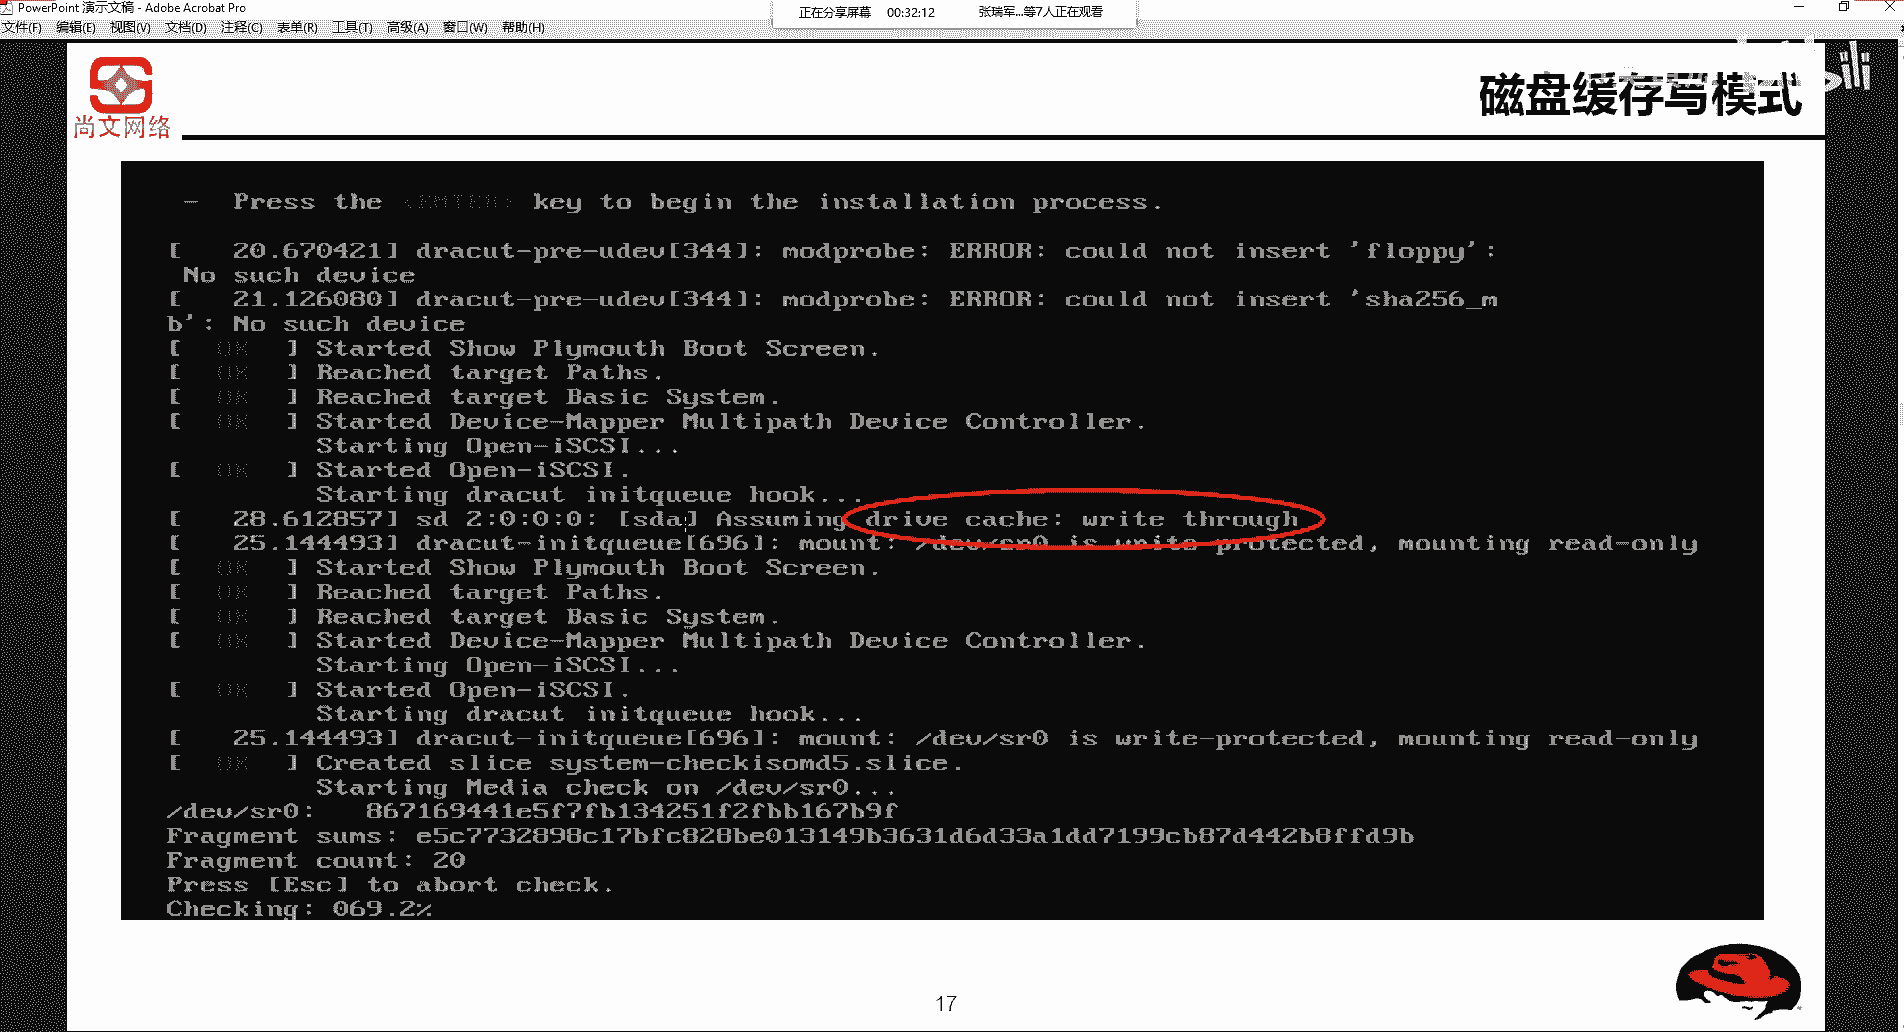 PowerPoint 演示文稿 - Adobe Acrobat Pro
正在分享屏幕 00:32:12 张瑞军...等7人正在观看
文件(F) 编辑(E) 视图(V) 文档(D) 注释(C) 表单(R) 工具(T) 高级(A) 窗口(W) 帮助(H)
磁盘缓存写模式
尚文网络
- Press the <ENTER> key to begin the installation process.
[ 20.670421] dracut-pre-udev[344]: modprobe: ERROR: could not insert 'floppy':
No such device
[ 21.126080] dracut-pre-udev[344]: modprobe: ERROR: could not insert 'sha256_m
b': No such device
[ OK ] Started Show Plymouth Boot Screen.
[ OK ] Reached target Paths.
[ OK ] Reached target Basic System.
[ OK ] Started Device-Mapper Multipath Device Controller.
Starting Open-iSCSI...
[ OK ] Started Open-iSCSI.
Starting dracut initqueue hook...
[ 28.612857] sd 2:0:0:0: [sda] Assuming drive cache: write through
[ 25.144493] dracut-initqueue[696]: mount: /dev/sr0 is write-protected, mounting read-only
[ OK ] Started Show Plymouth Boot Screen.
[ OK ] Reached target Paths.
[ OK ] Reached target Basic System.
[ OK ] Started Device-Mapper Multipath Device Controller.
Starting Open-iSCSI...
[ OK ] Started Open-iSCSI.
Starting dracut initqueue hook...
[ 25.144493] dracut-initqueue[696]: mount: /dev/sr0 is write-protected, mounting read-only
[ OK ] Created slice system-checkisomd5.slice.
Starting Media check on /dev/sr0...
/dev/sr0: 867169441e5f7fb134251f2fbb167b9f
Fragment sums: e5c7732898c17bfc828be013149b3631d6d33a1dd7199cb87d442b8ffd9b
Fragment count: 20
Press [Esc] to abort check.
Checking: 069.2%
17